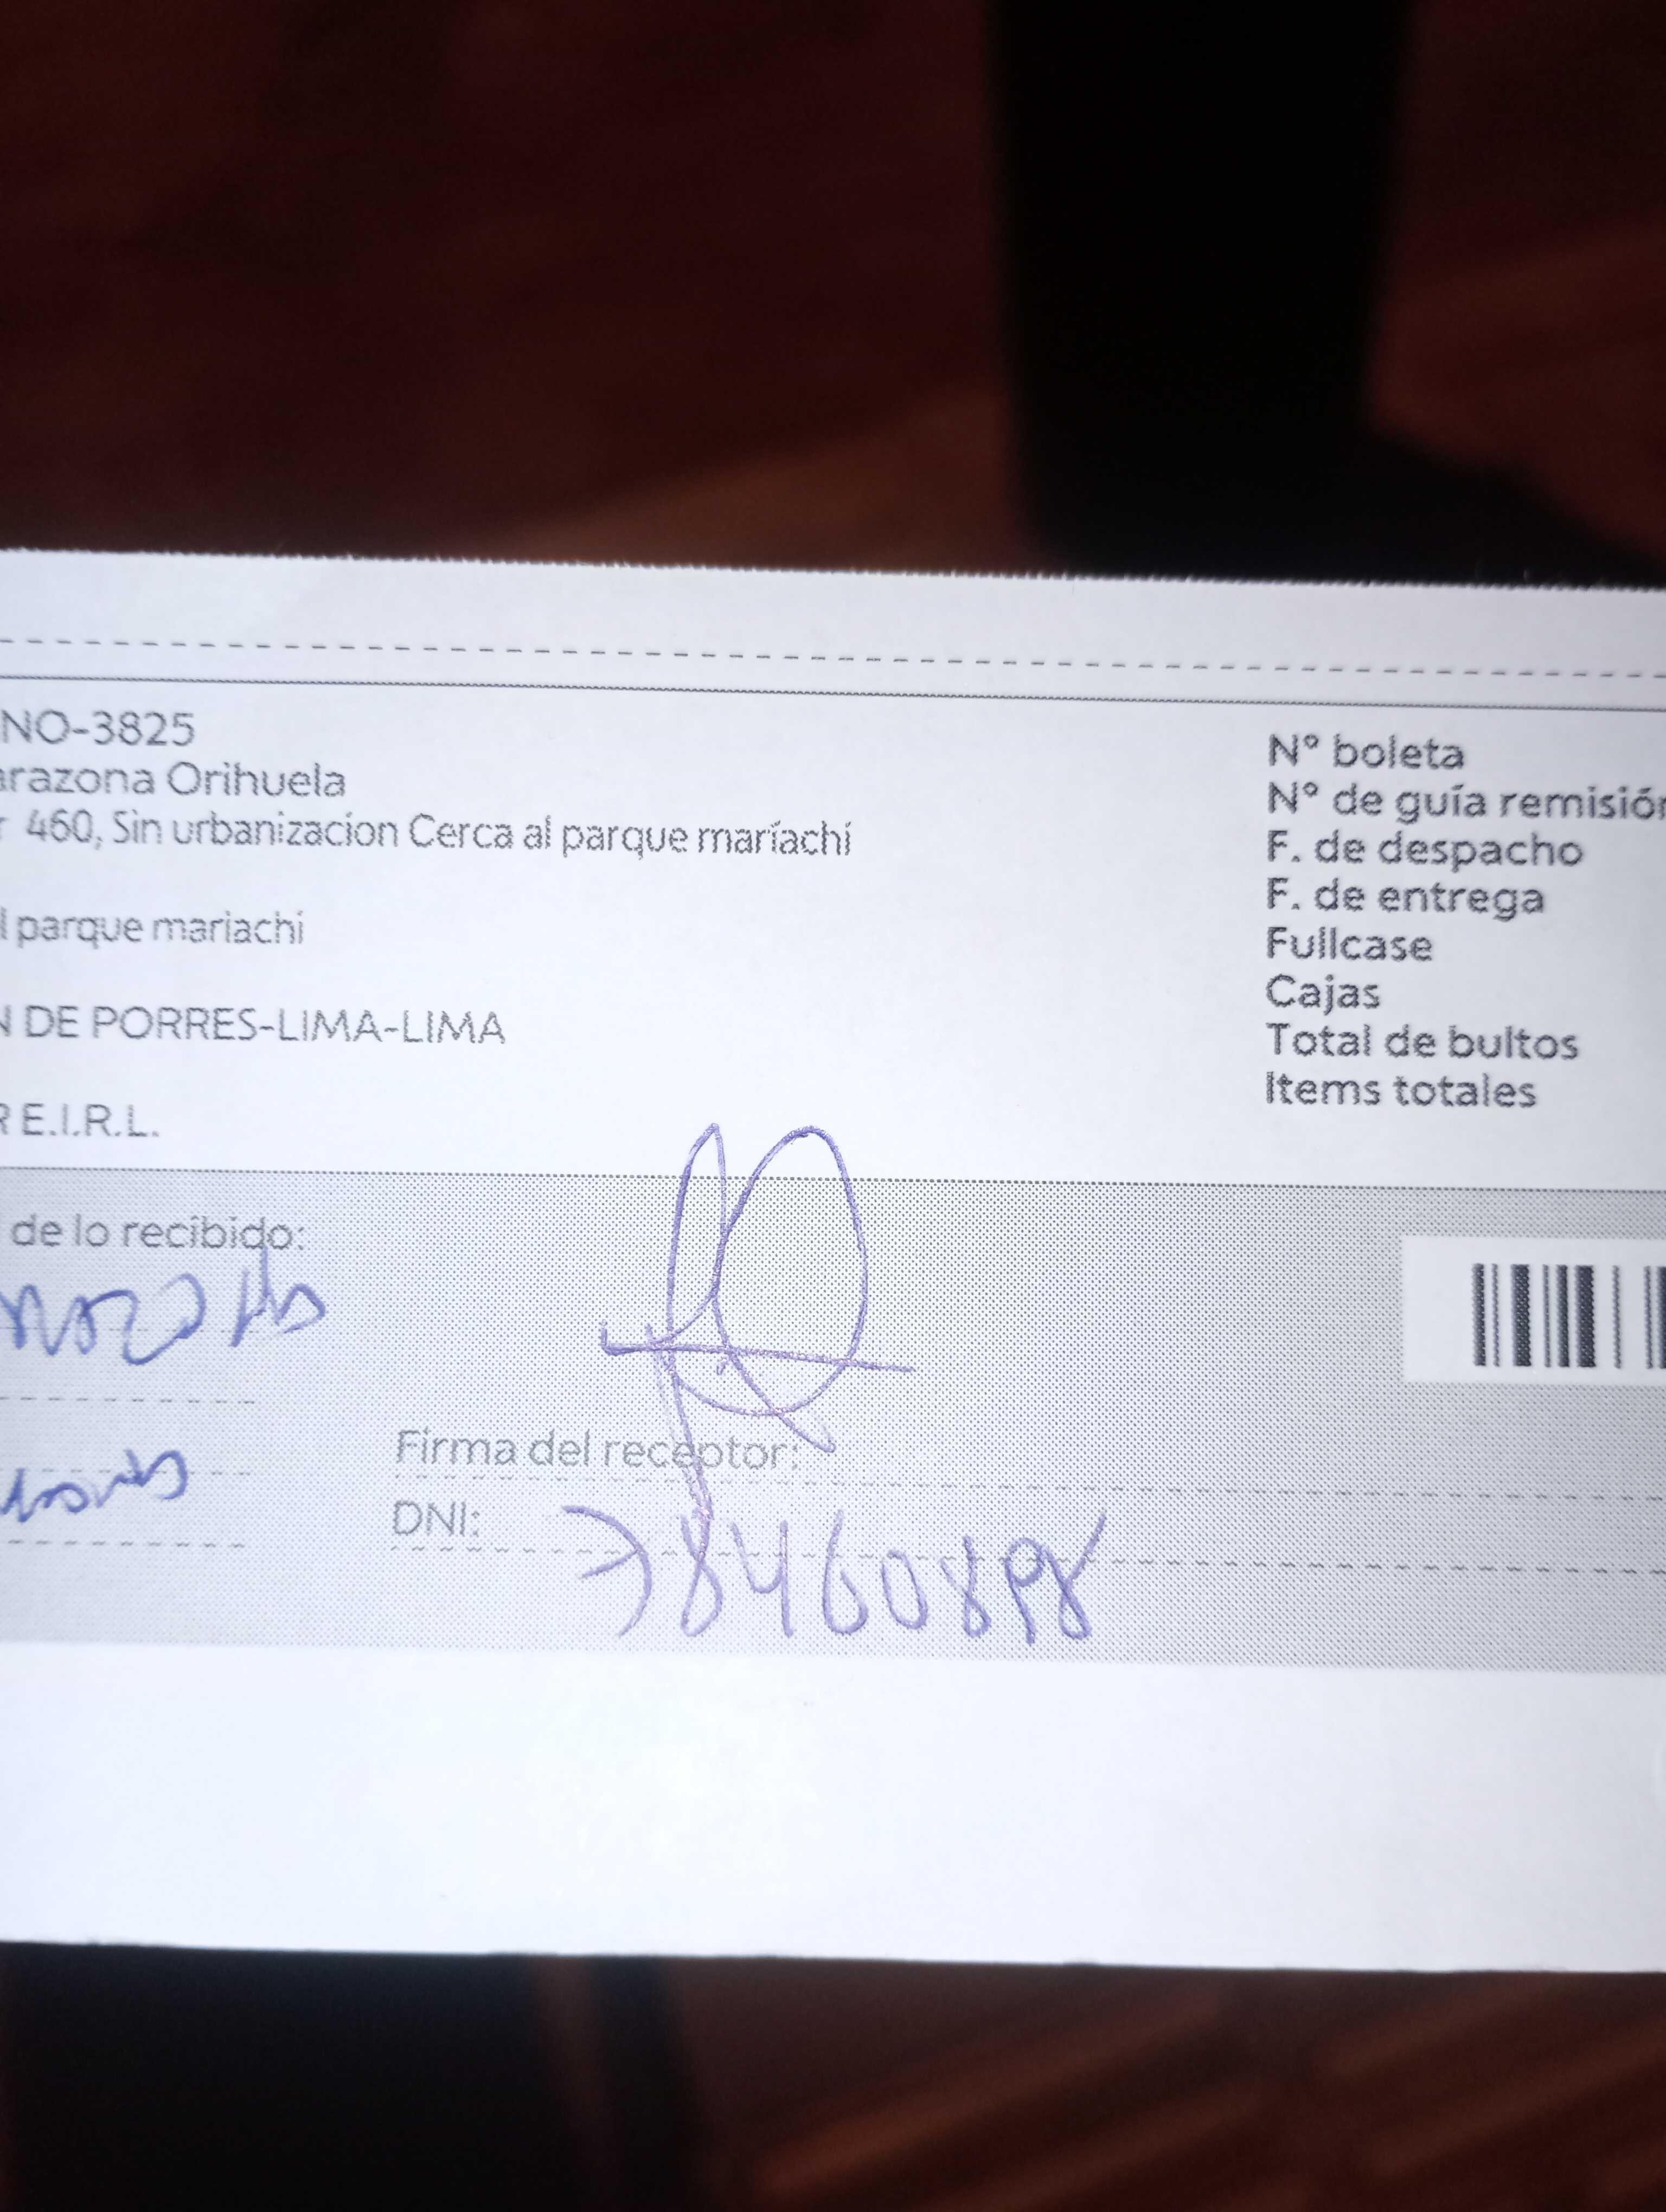 NO-3825
arazona Orihuela
r 460, Sin urbanizacion Cerca al parque mariachi
l parque mariachi
N DE PORRES-LIMA-LIMA
R E.I.R.L.
N° boleta
N° de guía remisión
F. de despacho
F. de entrega
Fullcase
Cajas
Total de bultos
Items totales
de lo recibido:
Firma del receptor:
DNI: 78460898